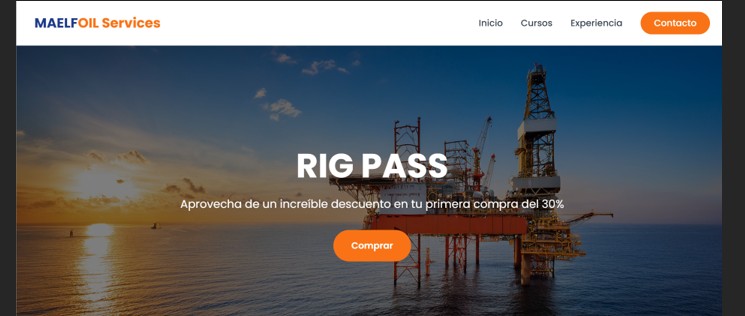 MAELFOIL Services
Inicio Cursos Experiencia Contacto
RIG PASS
Aprovecha de un increíble descuento en tu primera compra del 30%
Comprar